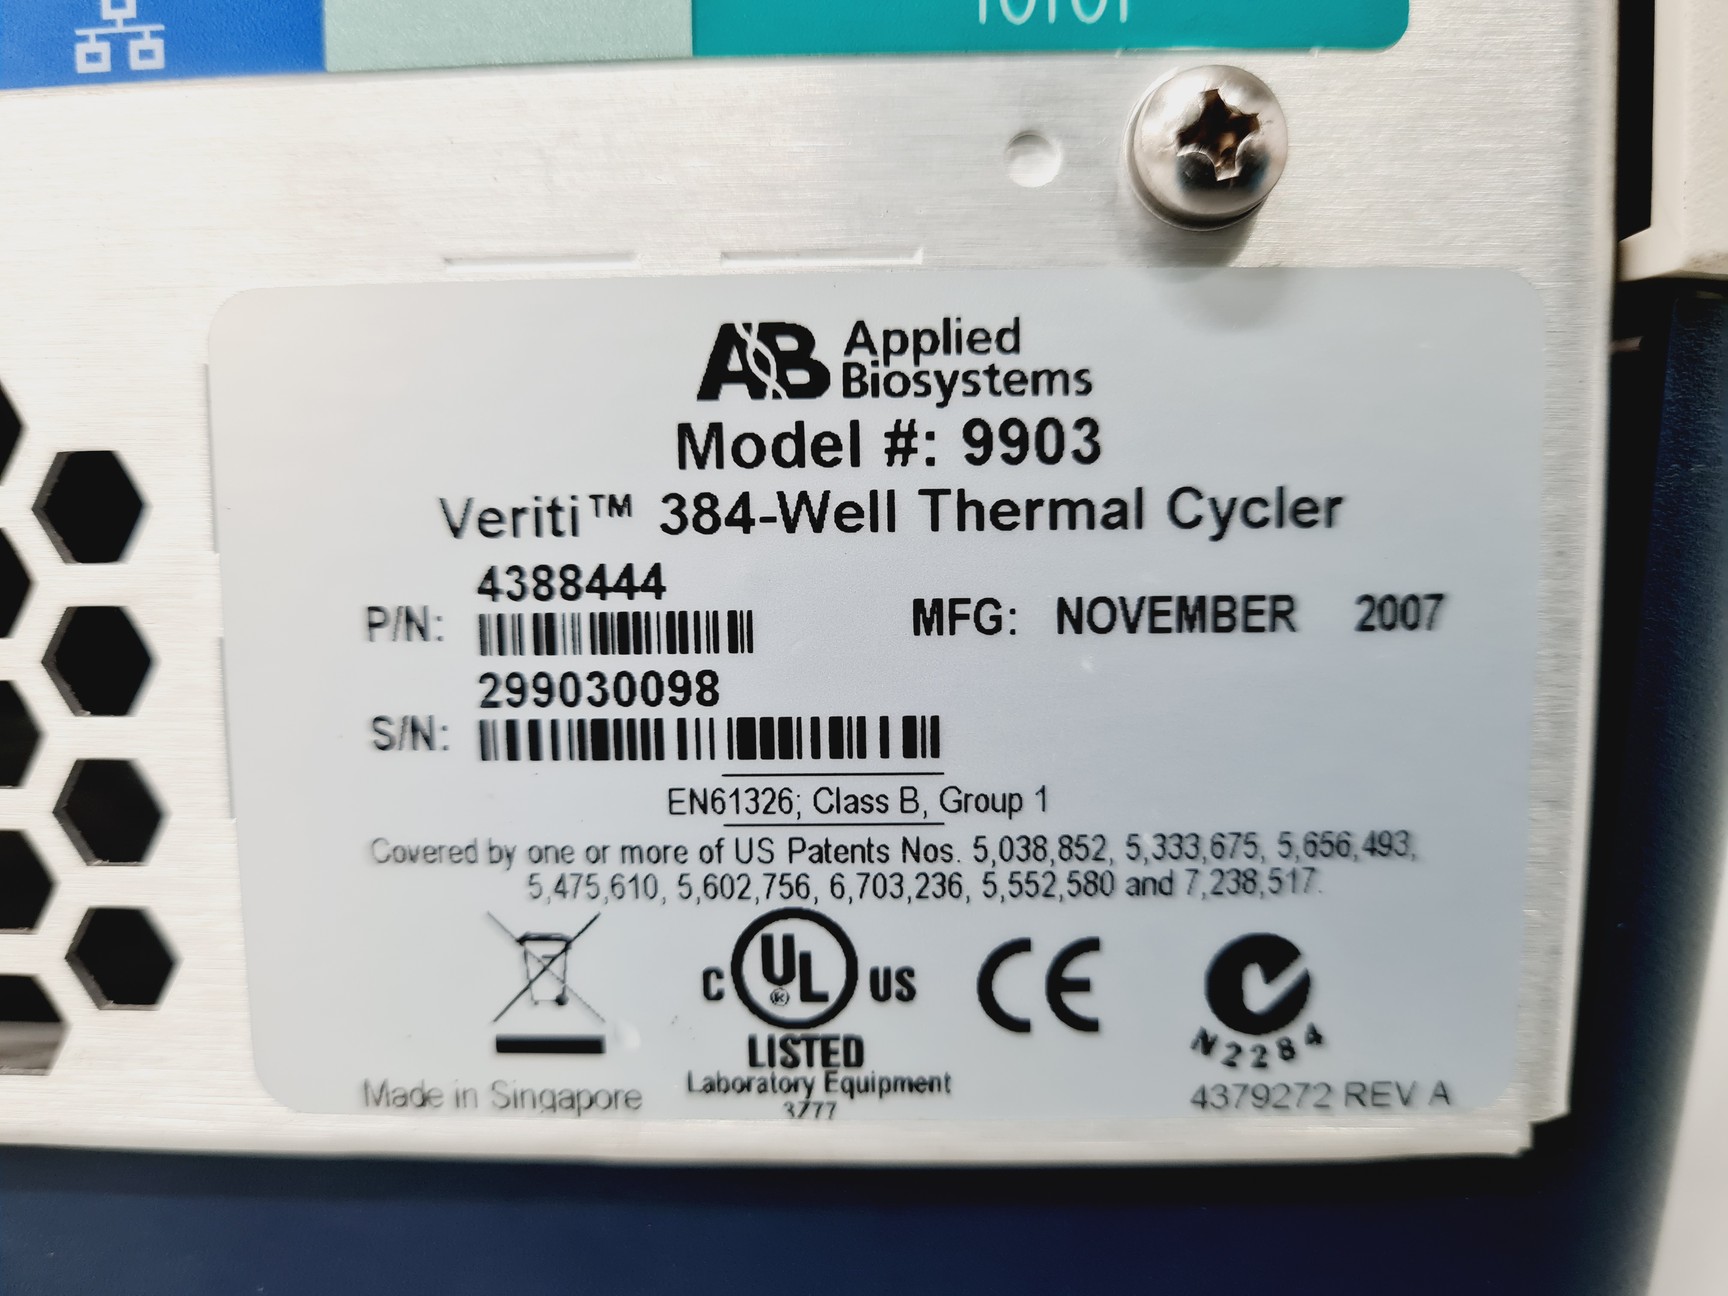 Applied
Biosystems
Model #: 9903
Veriti™ 384-Well Thermal Cycler
4388444
P/N:
MFG: NOVEMBER 2007
299030098
S/N:
EN61326; Class B, Group 1
Covered by one or more of US Patents Nos. 5,038,852, 5,333,675, 5,656,493,
5,475,610, 5,602,756, 6,703,236, 5,552,580 and 7,238,517.
C UL US
LISTED
Laboratory Equipment
CE
N2284
Made in Singapore
4379272 REV A